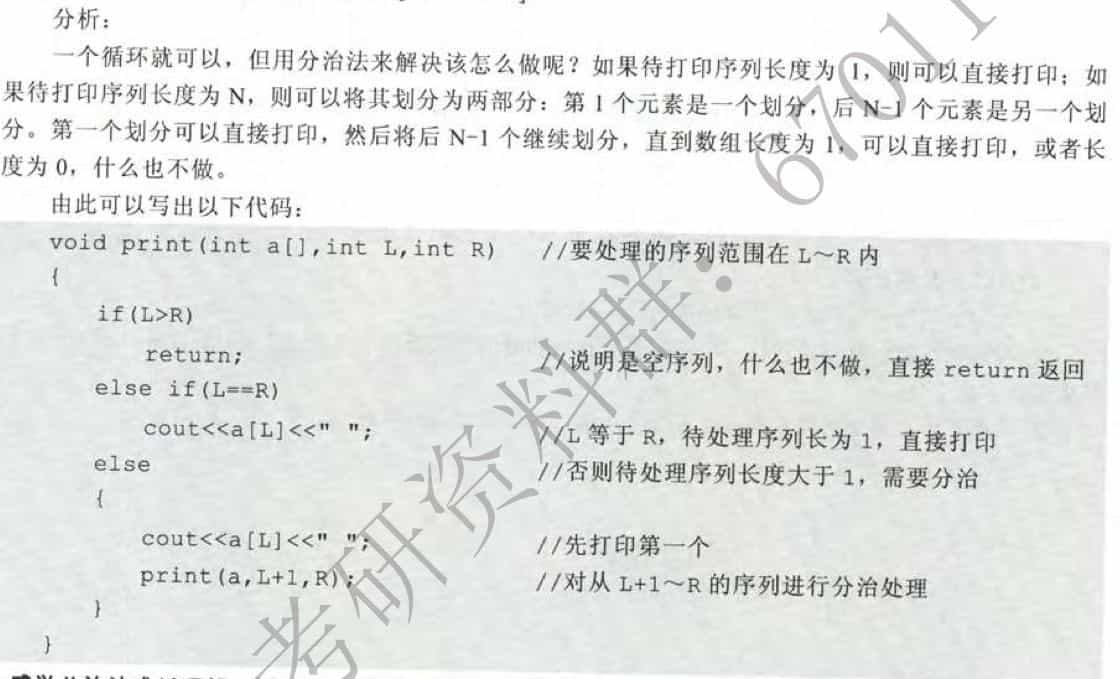 分析：
一个循环就可以，但用分治法来解决该怎么做呢？如果待打印序列长度为 1，则可以直接打印；如
果待打印序列长度为 N，则可以将其划分为两部分：第 1 个元素是一个划分，后 N-1 个元素是另一个划
分。第一个划分可以直接打印，然后将后 N-1 个继续划分，直到数组长度为 1，可以直接打印，或者长
度为 0，什么也不做。
由此可以写出以下代码：
void print(int a[],int L,int R) //要处理的序列范围在 L～R 内
{
if(L>R)
return; //说明是空序列，什么也不做，直接 return 返回
else if(L==R)
cout<<a[L]<<" "; //L 等于 R，待处理序列长为 1，直接打印
else //否则待处理序列长度大于 1，需要分治
{
cout<<a[L]<<" "; //先打印第一个
print(a,L+1,R); //对从 L+1～R 的序列进行分治处理
}
}
考研资料群：67011